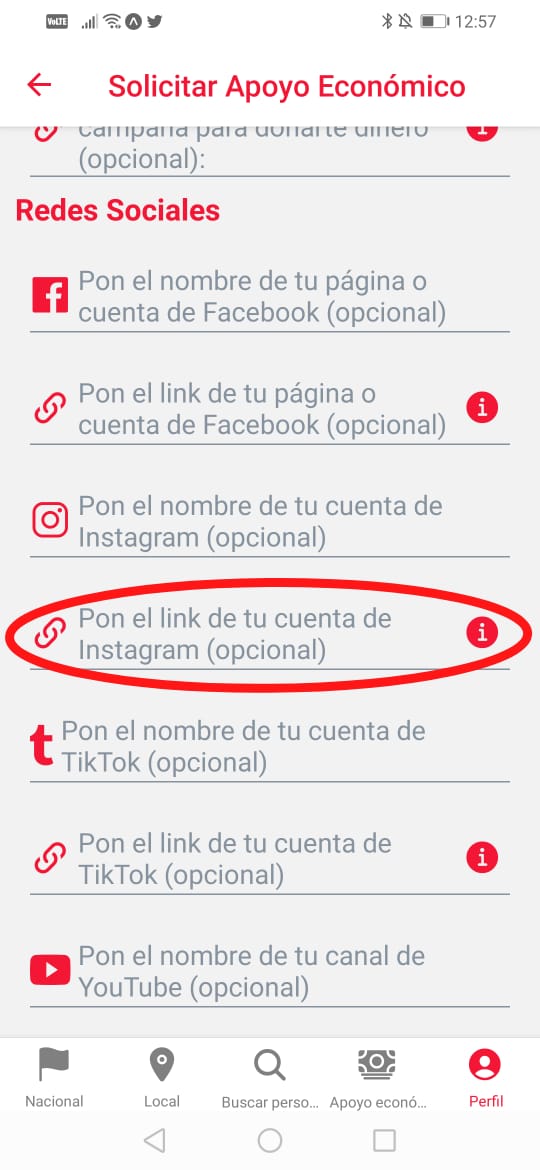 VoLTE 12:57
Solicitar Apoyo Económico
campaña para donarte dinero
(opcional):
Redes Sociales
Pon el nombre de tu página o
cuenta de Facebook (opcional)
Pon el link de tu página o
cuenta de Facebook (opcional)
Pon el nombre de tu cuenta de
Instagram (opcional)
Pon el link de tu cuenta de
Instagram (opcional)
Pon el nombre de tu cuenta de
TikTok (opcional)
Pon el link de tu cuenta de
TikTok (opcional)
Pon el nombre de tu canal de
YouTube (opcional)
Nacional Local Buscar perso... Apoyo econó... Perfil